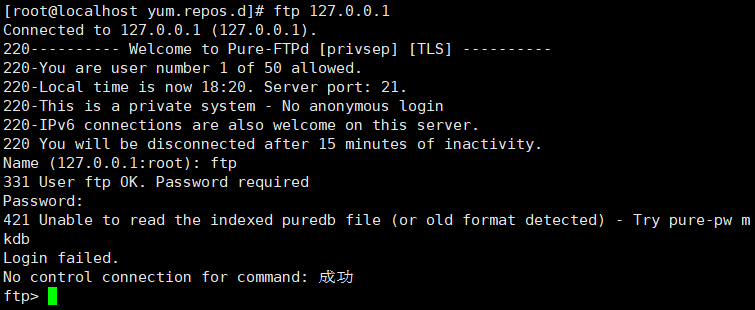 [root@localhost yum.repos.d]# ftp 127.0.0.1
Connected to 127.0.0.1 (127.0.0.1).
220---------- Welcome to Pure-FTPd [privsep] [TLS] ----------
220-You are user number 1 of 50 allowed.
220-Local time is now 18:20. Server port: 21.
220-This is a private system - No anonymous login
220-IPv6 connections are also welcome on this server.
220 You will be disconnected after 15 minutes of inactivity.
Name (127.0.0.1:root): ftp
331 User ftp OK. Password required
Password:
421 Unable to read the indexed puredb file (or old format detected) - Try pure-pw m
kdb
Login failed.
No control connection for command: 成功
ftp>